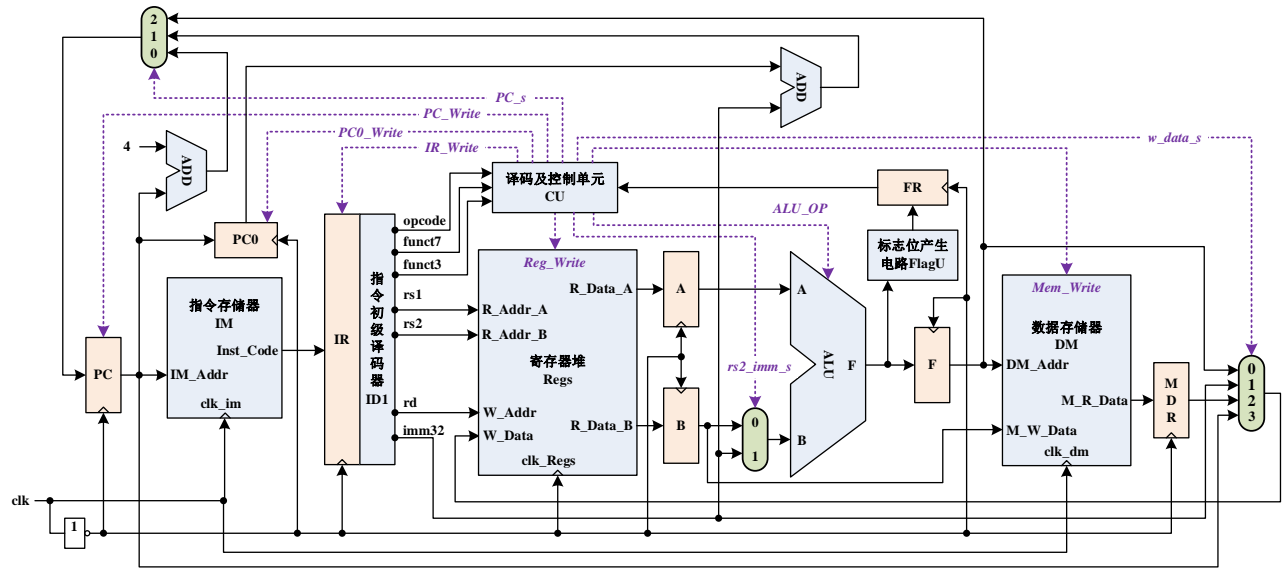 2
1
0
ADD
PC_s
PC_Write
PC0_Write
IR_Write
w_data_s
4
ADD
译码及控制单元
CU
FR
ALU_OP
opcode
funct7
funct3
PC0
标志位产生
电路FlagU
Reg_Write
Mem_Write
指令存储器
IM
Inst_Code
IM_Addr
clk_im
PC
IR
指令初级译码器
ID1
rs1
rs2
rd
imm32
R_Data_A
R_Addr_A
R_Addr_B
寄存器堆
Regs
W_Addr
W_Data
R_Data_B
clk_Regs
A
B
rs2_imm_s
0
1
A
B
ALU
F
F
数据存储器
DM
DM_Addr
M_R_Data
M_W_Data
clk_dm
MDR
0
1
2
3
clk
1